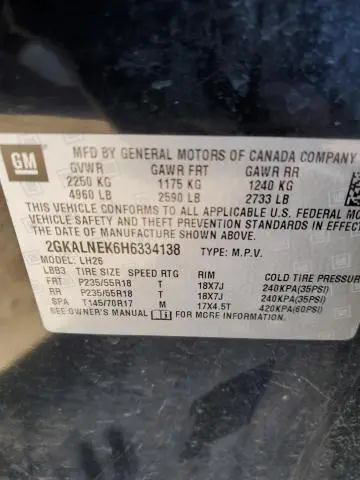 GM
MFD BY GENERAL MOTORS OF CANADA COMPANY
GVWR GAWR FRT GAWR RR
2250 KG 1175 KG 1240 KG
4960 LB 2590 LB 2733 LB
THIS VEHICLE CONFORMS TO ALL APPLICABLE U.S. FEDERAL MO
VEHICLE SAFETY AND THEFT PREVENTION STANDARDS IN EFFECT
THE DATE OF MANUFACTURE SHOWN ABOVE.
2GKALNEK6H6334138 TYPE: M.P.V.
MODEL: LH26
LBB3 TIRE SIZE SPEED RTG RIM COLD TIRE PRESSUR
FRT P235/55R18 T 18X7J 240KPA(35PSI)
RR P235/55R18 T 18X7J 240KPA(35PSI)
SPA T145/70R17 M 17X4.5T 420KPA(60PSI)
SEE OWNER'S MANUAL FOR MORE INFORMATION.